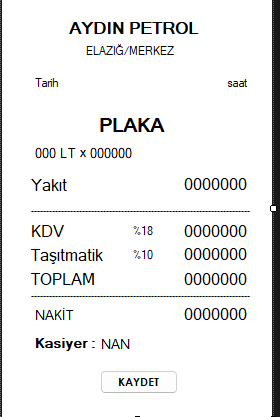 AYDIN PETROL
ELAZIĞ/MERKEZ
Tarih saat
PLAKA
000 LT x 000000
Yakıt 0000000
KDV %18 0000000
Taşıtmatik %10 0000000
TOPLAM 0000000
NAKİT 0000000
Kasiyer : NAN
KAYDET